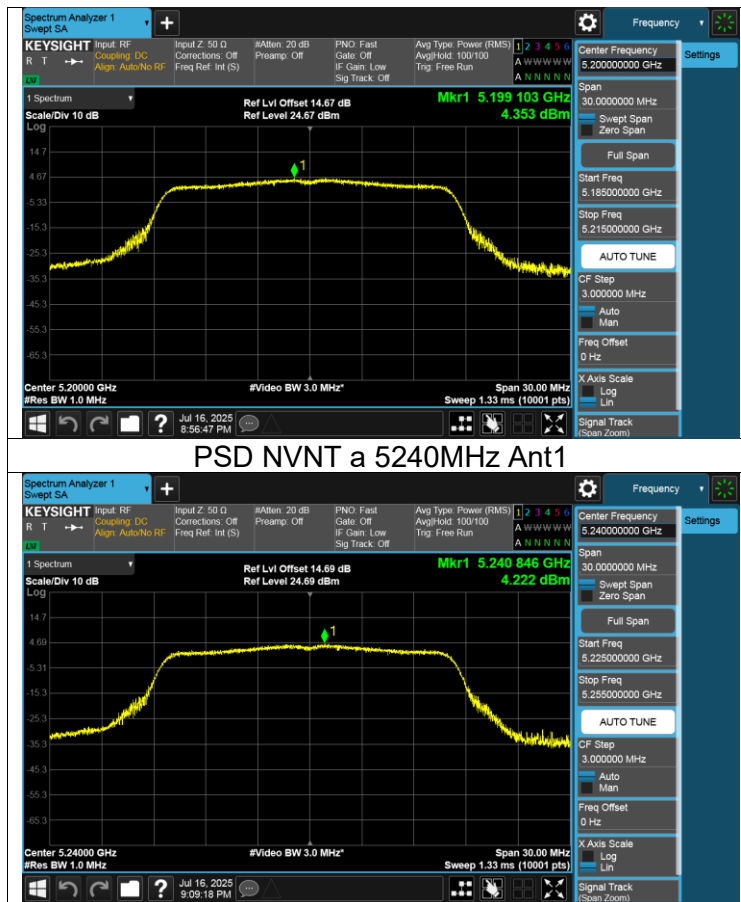 Spectrum Analyzer 1
Swept SA
+
Frequency
KEYSIGHT
R T
LXI
Input: RF
Coupling: DC
Align: Auto/No RF
Input Z: 50 Ω
Corrections: Off
Freq Ref: Int (S)
#Atten: 20 dB
Preamp: Off
PNO: Fast
Gate: Off
IF Gain: Low
Sig Track: Off
Avg Type: Power (RMS)
Avg|Hold: 100/100
Trig: Free Run
1 2 3 4 5 6
A W W W W W
A N N N N N
1 Spectrum
Scale/Div 10 dB
Log
Ref Lvl Offset 14.67 dB
Ref Level 24.67 dBm
Mkr1 5.199 103 GHz
4.353 dBm
1
14.7
4.67
-5.33
-15.3
-25.3
-35.3
-45.3
-55.3
-65.3
Center 5.20000 GHz
#Res BW 1.0 MHz
#Video BW 3.0 MHz*
Span 30.00 MHz
Sweep 1.33 ms (10001 pts)
Center Frequency
5.200000000 GHz
Settings
Span
30.0000000 MHz
Swept Span
Zero Span
Full Span
Start Freq
5.185000000 GHz
Stop Freq
5.215000000 GHz
AUTO TUNE
CF Step
3.000000 MHz
Auto
Man
Freq Offset
0 Hz
X Axis Scale
Log
Lin
Signal Track
(Span Zoom)
?
Jul 16, 2025
8:56:47 PM
PSD NVNT a 5240MHz Ant1
Spectrum Analyzer 1
Swept SA
+
Frequency
KEYSIGHT
R T
LXI
Input: RF
Coupling: DC
Align: Auto/No RF
Input Z: 50 Ω
Corrections: Off
Freq Ref: Int (S)
#Atten: 20 dB
Preamp: Off
PNO: Fast
Gate: Off
IF Gain: Low
Sig Track: Off
Avg Type: Power (RMS)
Avg|Hold: 100/100
Trig: Free Run
1 2 3 4 5 6
A W W W W W
A N N N N N
1 Spectrum
Scale/Div 10 dB
Log
Ref Lvl Offset 14.69 dB
Ref Level 24.69 dBm
Mkr1 5.240 846 GHz
4.222 dBm
1
14.7
4.69
-5.31
-15.3
-25.3
-35.3
-45.3
-55.3
-65.3
Center 5.24000 GHz
#Res BW 1.0 MHz
#Video BW 3.0 MHz*
Span 30.00 MHz
Sweep 1.33 ms (10001 pts)
Center Frequency
5.240000000 GHz
Settings
Span
30.0000000 MHz
Swept Span
Zero Span
Full Span
Start Freq
5.225000000 GHz
Stop Freq
5.255000000 GHz
AUTO TUNE
CF Step
3.000000 MHz
Auto
Man
Freq Offset
0 Hz
X Axis Scale
Log
Lin
Signal Track
(Span Zoom)
?
Jul 16, 2025
9:09:18 PM